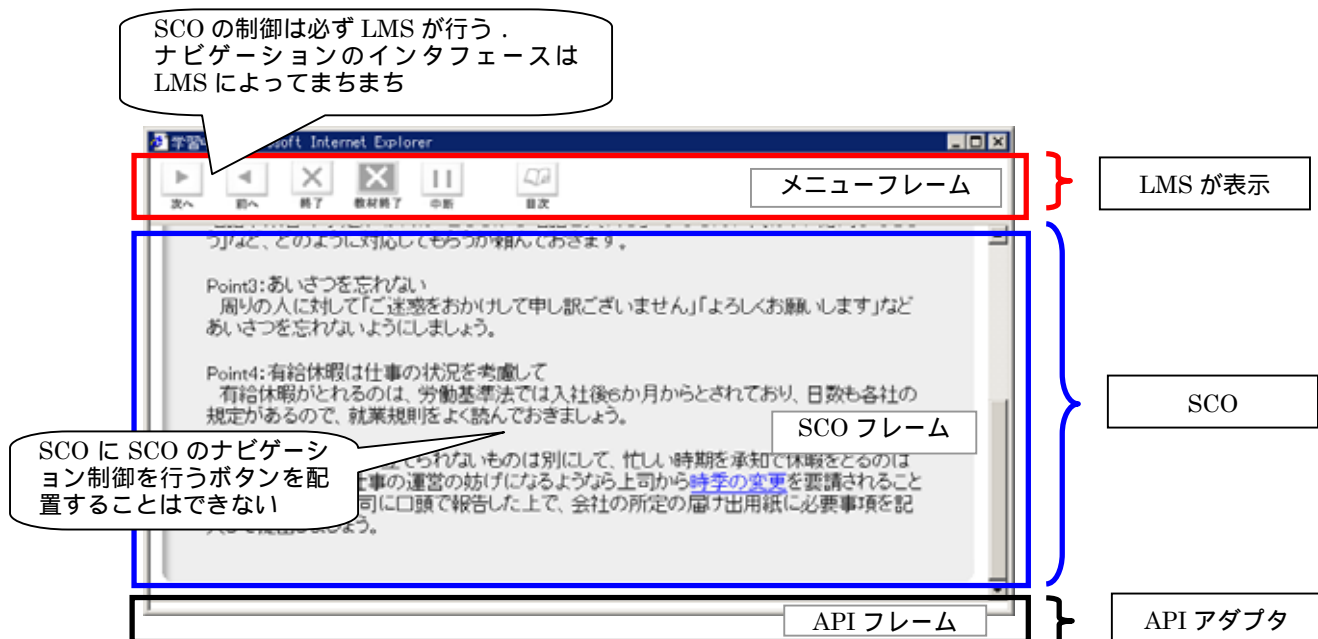 SCO の制御は必ず LMS が行う．
ナビゲーションのインタフェースは
LMS によってまちまち
学習 soft Internet Explorer
次へ 前へ 終了 教材終了 中断 目次
メニューフレーム
LMS が表示
う」など、どのように対応してもらうか頼んでおきます。
Point3:あいさつを忘れない
周りの人に対して「ご迷惑をおかけして申し訳ございません」「よろしくお願いします」など
あいさつを忘れないようにしましょう。
Point4:有給休暇は仕事の状況を考慮して
有給休暇がとれるのは、労働基準法では入社後6か月からとされており、日数も各社の
規定があるので、就業規則をよく読んでおきましょう。
SCO フレーム
SCO
SCO に SCO のナビゲーシ
ョン制御を行うボタンを配
置することはできない
てられないものは別にして、忙しい時期を承知で休暇をとるのは
事の運営の妨げになるようなら上司から時季の変更を要請されること
司に口頭で報告した上で、会社の所定の届け出用紙に必要事項を記
しましょう。
API フレーム
API アダプタ